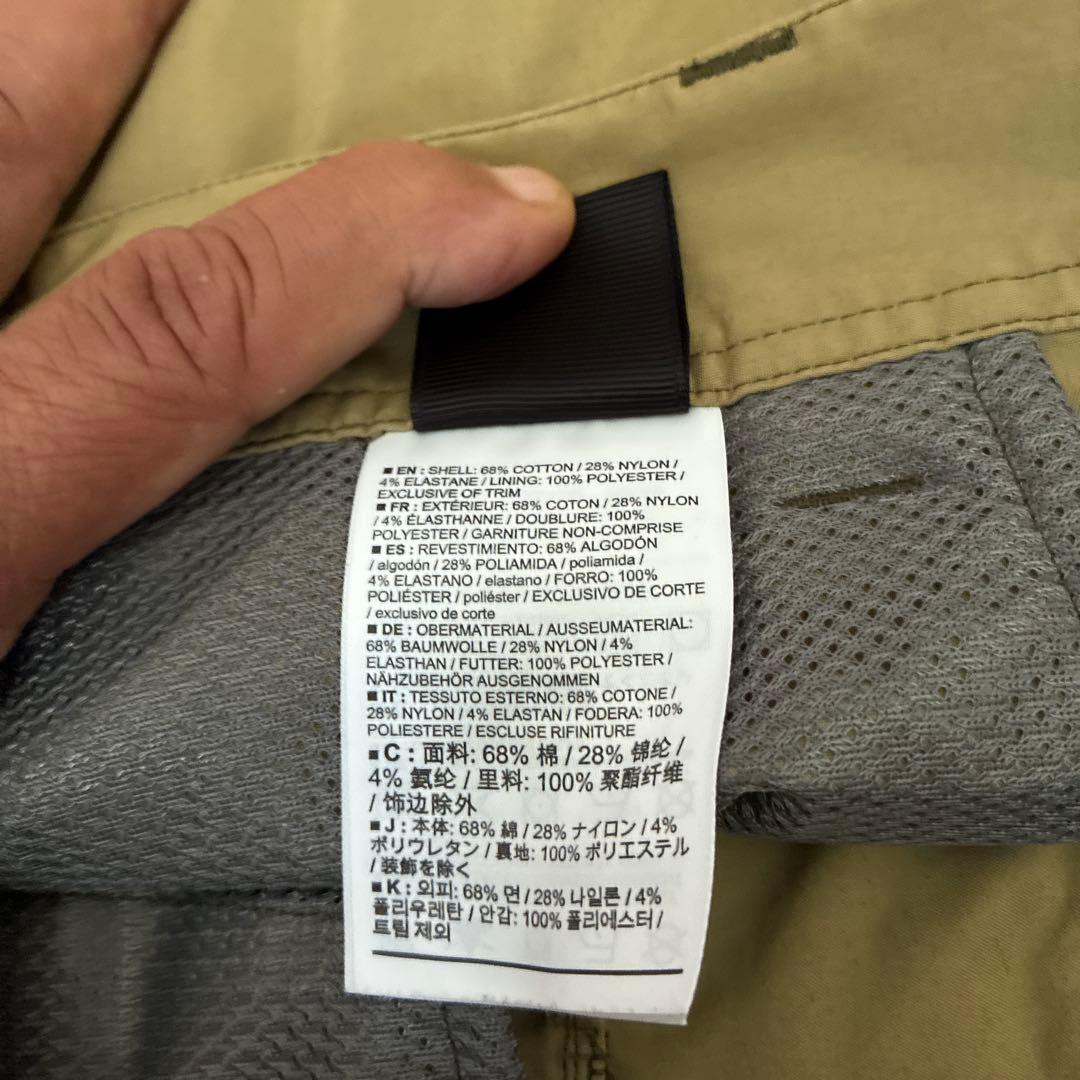 ■ EN : SHELL: 68% COTTON / 28% NYLON /
4% ELASTANE / LINING: 100% POLYESTER /
EXCLUSIVE OF TRIM
■ FR : EXTÉRIEUR: 68% COTON / 28% NYLON
/ 4% ÉLASTHANNE / DOUBLURE: 100%
POLYESTER / GARNITURE NON-COMPRISE
■ ES : REVESTIMIENTO: 68% ALGODÓN
/ algodón / 28% POLIAMIDA / poliamida /
4% ELASTANO / elastano / FORRO: 100%
POLIÉSTER / poliéster / EXCLUSIVO DE CORTE
/ exclusivo de corte
■ DE : OBERMATERIAL / AUSSEUMATERIAL:
68% BAUMWOLLE / 28% NYLON / 4%
ELASTHAN / FUTTER: 100% POLYESTER /
NÄHZUBEHÖR AUSGENOMMEN
■ IT : TESSUTO ESTERNO: 68% COTONE /
28% NYLON / 4% ELASTAN / FODERA: 100%
POLIESTERE / ESCLUSE RIFINITURE
■ C : 面料: 68% 棉 / 28% 锦纶 /
4% 氨纶 / 里料: 100% 聚酯纤维
/ 饰边除外
■ J : 本体: 68% 綿 / 28% ナイロン / 4%
ポリウレタン / 裏地: 100% ポリエステル
/ 装飾を除く
■ K : 외피: 68% 면 / 28% 나일론 / 4%
폴리우레탄 / 안감: 100% 폴리에스터 /
트림 제외